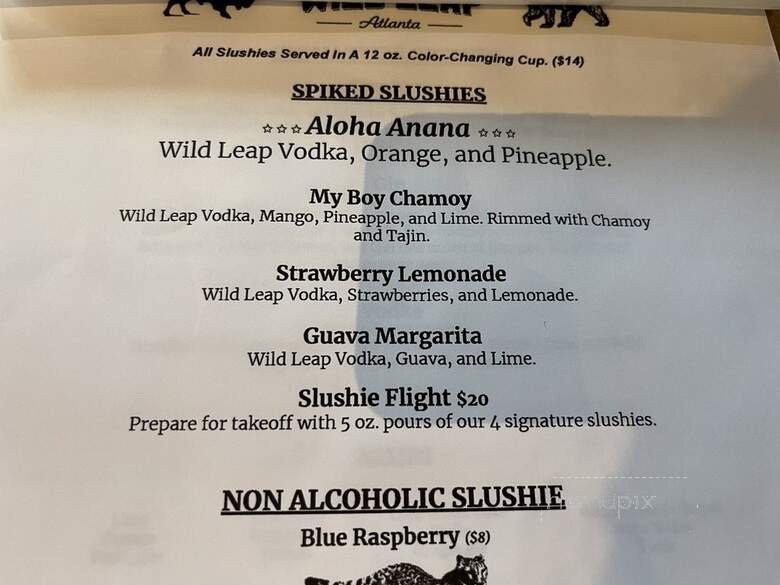 Atlanta
All Slushies Served In A 12 oz. Color-Changing Cup. ($14)
SPIKED SLUSHIES
☆☆☆ Aloha Anana ☆☆☆
Wild Leap Vodka, Orange, and Pineapple.
My Boy Chamoy
Wild Leap Vodka, Mango, Pineapple, and Lime. Rimmed with Chamoy
and Tajin.
Strawberry Lemonade
Wild Leap Vodka, Strawberries, and Lemonade.
Guava Margarita
Wild Leap Vodka, Guava, and Lime.
Slushie Flight $20
Prepare for takeoff with 5 oz. pours of our 4 signature slushies.
NON ALCOHOLIC SLUSHIE
Blue Raspberry ($8)